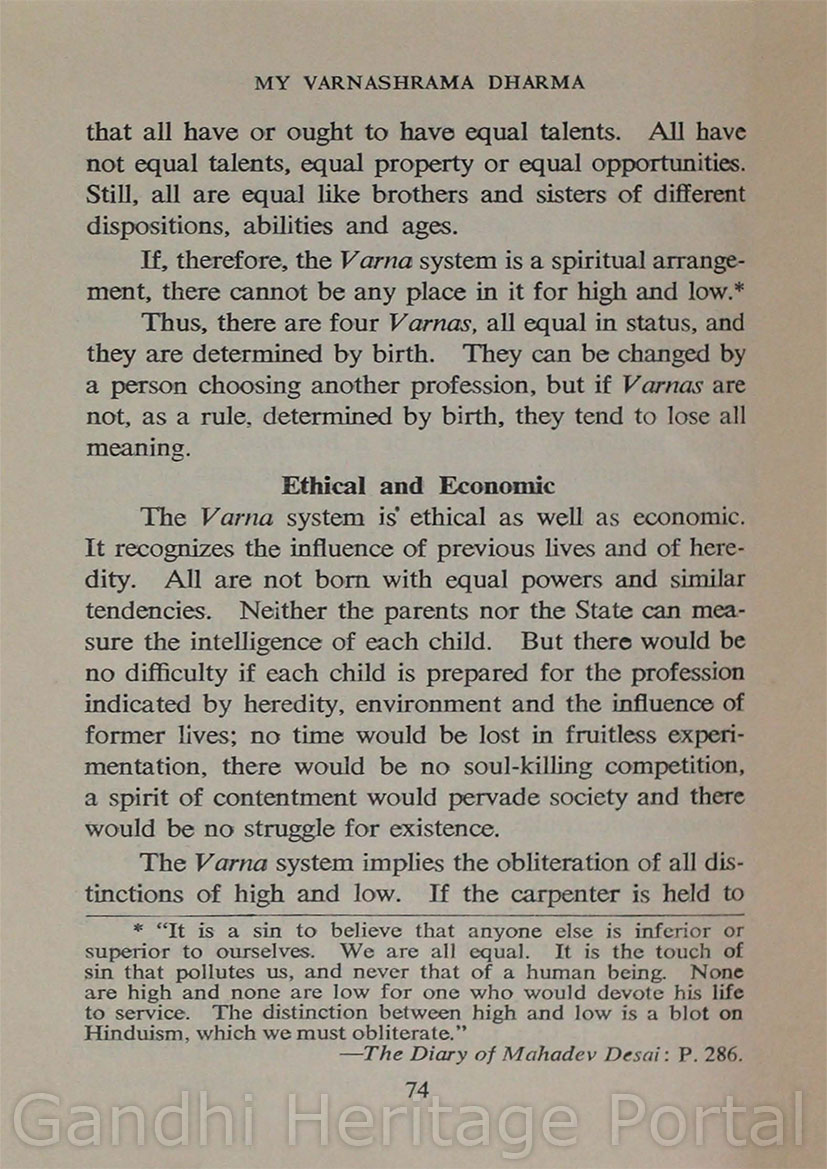 MY VARNASHRAMA DHARMA
that all have or ought to have equal talents. All have
not equal talents, equal property or equal opportunities.
Still, all are equal like brothers and sisters of different
dispositions, abilities and ages.
If, therefore, the Varna system is a spiritual arrange-
ment, there cannot be any place in it for high and low.*
Thus, there are four Varnas, all equal in status, and
they are determined by birth. They can be changed by
a person choosing another profession, but if Varnas are
not, as a rule, determined by birth, they tend to lose all
meaning.
Ethical and Economic
The Varna system is ethical as well as economic.
It recognizes the influence of previous lives and of here-
dity. All are not born with equal powers and similar
tendencies. Neither the parents nor the State can mea-
sure the intelligence of each child. But there would be
no difficulty if each child is prepared for the profession
indicated by heredity, environment and the influence of
former lives; no time would be lost in fruitless experi-
mentation, there would be no soul-killing competition,
a spirit of contentment would pervade society and there
would be no struggle for existence.
The Varna system implies the obliteration of all dis-
tinctions of high and low. If the carpenter is held to
* "It is a sin to believe that anyone else is inferior or
superior to ourselves. We are all equal. It is the touch of
sin that pollutes us, and never that of a human being. None
are high and none are low for one who would devote his life
to service. The distinction between high and low is a blot on
Hinduism, which we must obliterate."
—The Diary of Mahadev Desai: P. 286.
74
Gandhi Heritage Portal